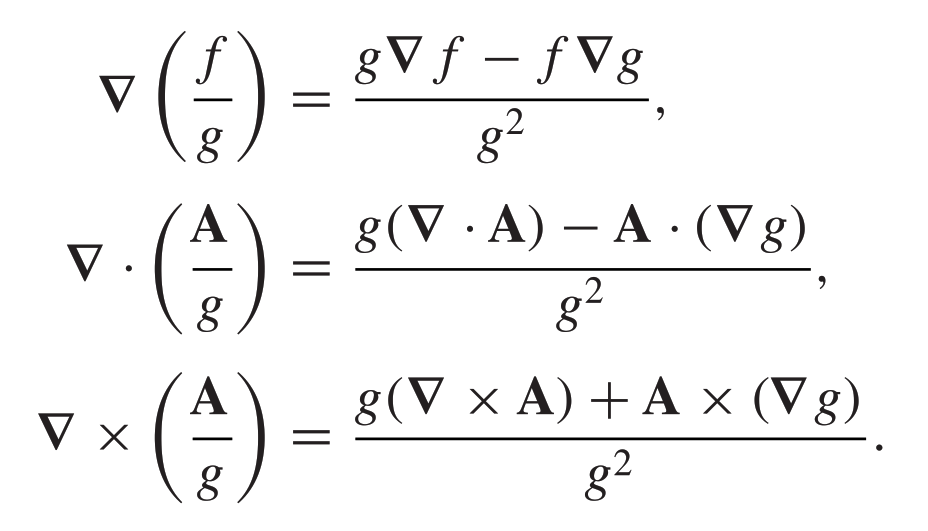 ∇(f/g) = (g∇f − f∇g)/g²,
∇ · (A/g) = (g(∇ · A) − A · (∇g))/g²,
∇ × (A/g) = (g(∇ × A) + A × (∇g))/g².